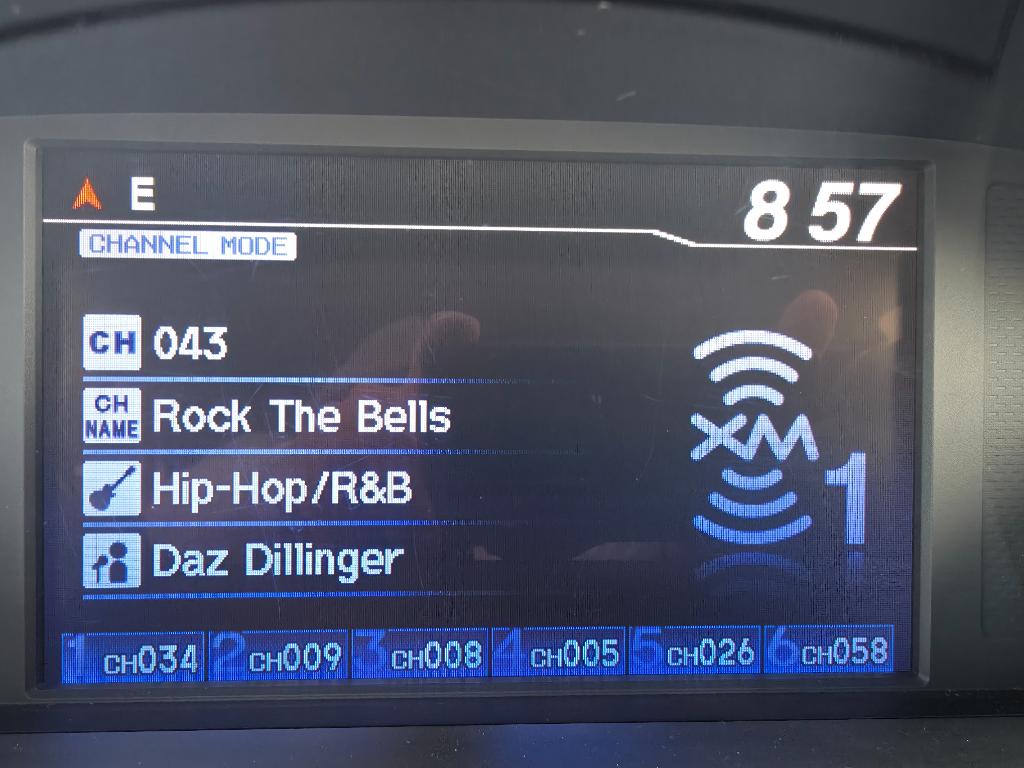 E
8 57
CHANNEL MODE
CH 043
CH NAME Rock The Bells
Hip-Hop/R&B
Daz Dillinger
XM 1
1 CH034 2 CH009 3 CH008 4 CH005 5 CH026 6 CH058